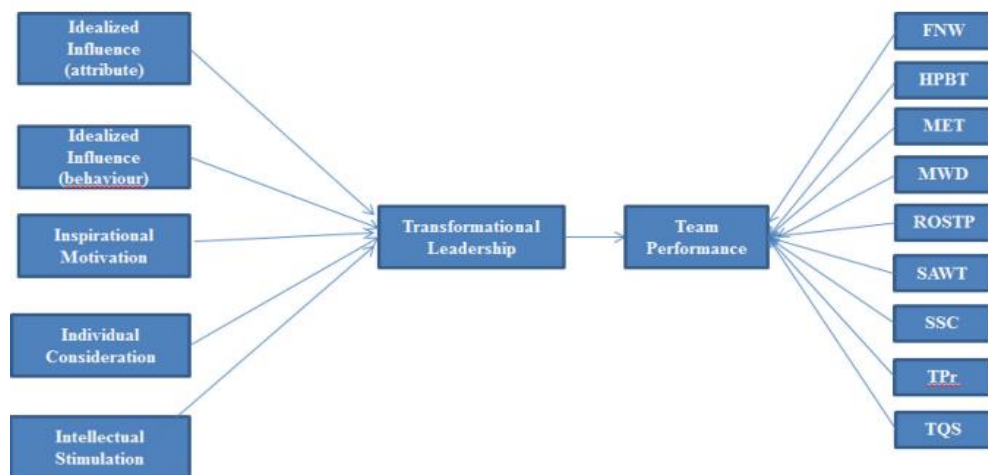 Idealized
Influence
(attribute)
Idealized
Influence
(behaviour)
Inspirational
Motivation
Individual
Consideration
Intellectual
Stimulation
Transformational
Leadership
Team
Performance
FNW
HPBT
MET
MWD
ROSTP
SAWT
SSC
TPr
TQS